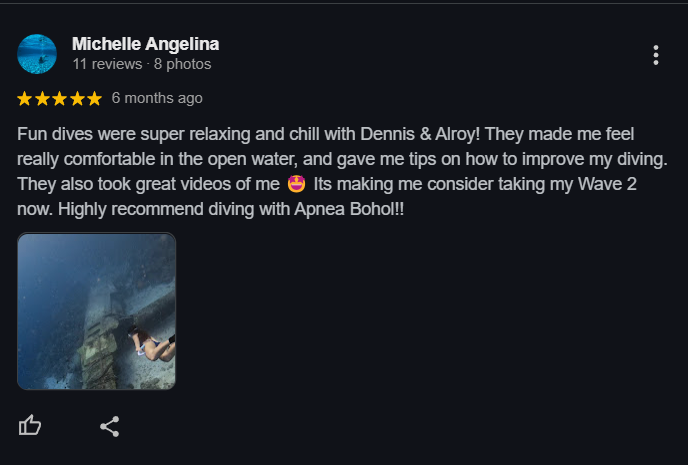 Michelle Angelina
11 reviews · 8 photos
6 months ago
Fun dives were super relaxing and chill with Dennis & Alroy! They made me feel
really comfortable in the open water, and gave me tips on how to improve my diving.
They also took great videos of me 🤩 Its making me consider taking my Wave 2
now. Highly recommend diving with Apnea Bohol!!